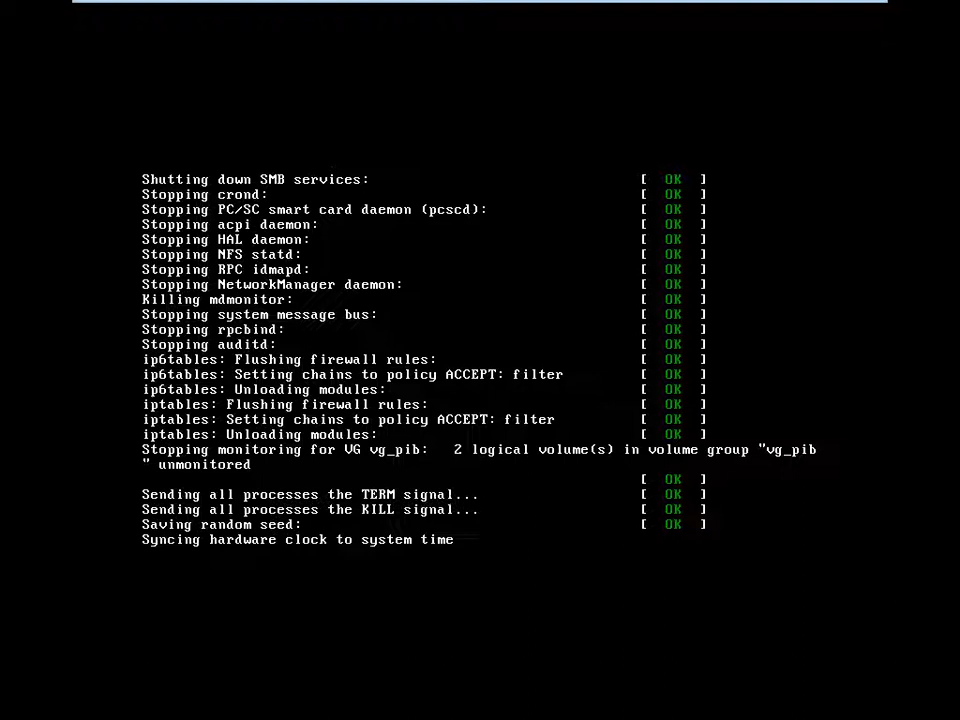 Shutting down SMB services: [ OK ]
Stopping crond: [ OK ]
Stopping PC/SC smart card daemon (pcscd): [ OK ]
Stopping acpi daemon: [ OK ]
Stopping HAL daemon: [ OK ]
Stopping NFS statd: [ OK ]
Stopping RPC idmapd: [ OK ]
Stopping NetworkManager daemon: [ OK ]
Killing mdmonitor: [ OK ]
Stopping system message bus: [ OK ]
Stopping rpcbind: [ OK ]
Stopping auditd: [ OK ]
ip6tables: Flushing firewall rules: [ OK ]
ip6tables: Setting chains to policy ACCEPT: filter [ OK ]
ip6tables: Unloading modules: [ OK ]
iptables: Flushing firewall rules: [ OK ]
iptables: Setting chains to policy ACCEPT: filter [ OK ]
iptables: Unloading modules: [ OK ]
Stopping monitoring for VG vg_pib: 2 logical volume(s) in volume group "vg_pib
" unmonitored
[ OK ]
Sending all processes the TERM signal... [ OK ]
Sending all processes the KILL signal... [ OK ]
Saving random seed: [ OK ]
Syncing hardware clock to system time